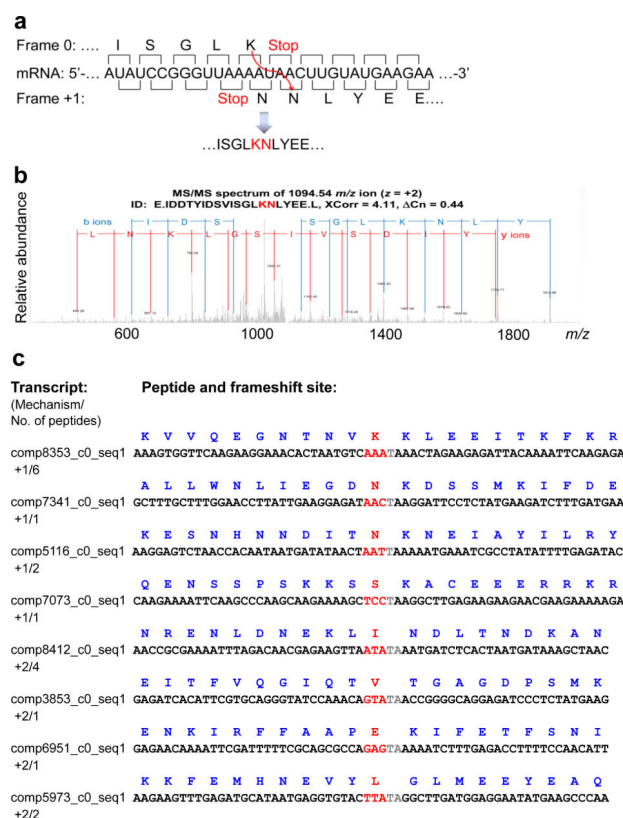 a
Frame 0: .... I S G L K Stop
mRNA: 5'-... AUAUCCGGGUUAAAAUAACUUGUAUGAAGAA ...-3'
Frame +1: Stop N N L Y E E....
...ISGLKNLYEE...
b
MS/MS spectrum of 1094.54 m/z ion (z = +2)
ID: E.IDDTYIDSVISGLKNLYEE.L, XCorr = 4.11, ΔCn = 0.44
b ions I D S S G L K N L Y
L N K L G S I V S D I Y y ions
Relative abundance
600 1000 1400 1800 m/z
c
Transcript: Peptide and frameshift site:
(Mechanism/
No. of peptides)
K V V Q E G N T N V K K L E E I T K F K R
comp8353_c0_seq1 AAAGTGGTTCAAGAAGGAAACACTAATGTCAAATAAACTAGAAGAGATTACAAAATTCAAGAGA
+1/6
A L L W N L I E G D N K D S S M K I F D E
comp7341_c0_seq1 GCTTTGCTTTGGAACCTTATTGAAGGAGATAACTAAGGATTCCTCTATGAAGATCTTTGATGAA
+1/1
K E S N H N N D I T N K N E I A Y I L R Y
comp5116_c0_seq1 AAGGAGTCTAACCACAATAATGATATAACTAATTAAAAATGAAATCGCCTATATTTTGAGATAC
+1/2
Q E N S S P S K K S S K A C E E E R R K R
comp7073_c0_seq1 CAAGAAAATTCAAGCCCAAGCAAGAAAAGCTCCTAAGGCTTGAGAAGAAGAACGAAGAAAAAGA
+1/1
N R E N L D N E K L I N D L T N D K A N
comp8412_c0_seq1 AACCGCGAAAATTTAGACAACGAGAAGTTAATATAAATGATCTCACTAATGATAAAGCTAAC
+2/4
E I T F V Q G I Q T V T G A G D P S M K
comp3853_c0_seq1 GAGATCACATTCGTGCAGGGTATCCAAACAGTATAACCGGGGCAGGAGATCCCTCTATGAAG
+2/1
E N K I R F F A A P E K I F E T F S N I
comp6951_c0_seq1 GAGAACAAAATTCGATTTTTCGCAGCGCCAGAGTAAAAATCTTTGAGACCTTTTCCAACATT
+2/1
K K F E M H N E V Y L G L M E E Y E A Q
comp5973_c0_seq1 AAGAAGTTTGAGATGCATAATGAGGTGTACTTATAGGCTTGATGGAGGAATATGAAGCCCAA
+2/2